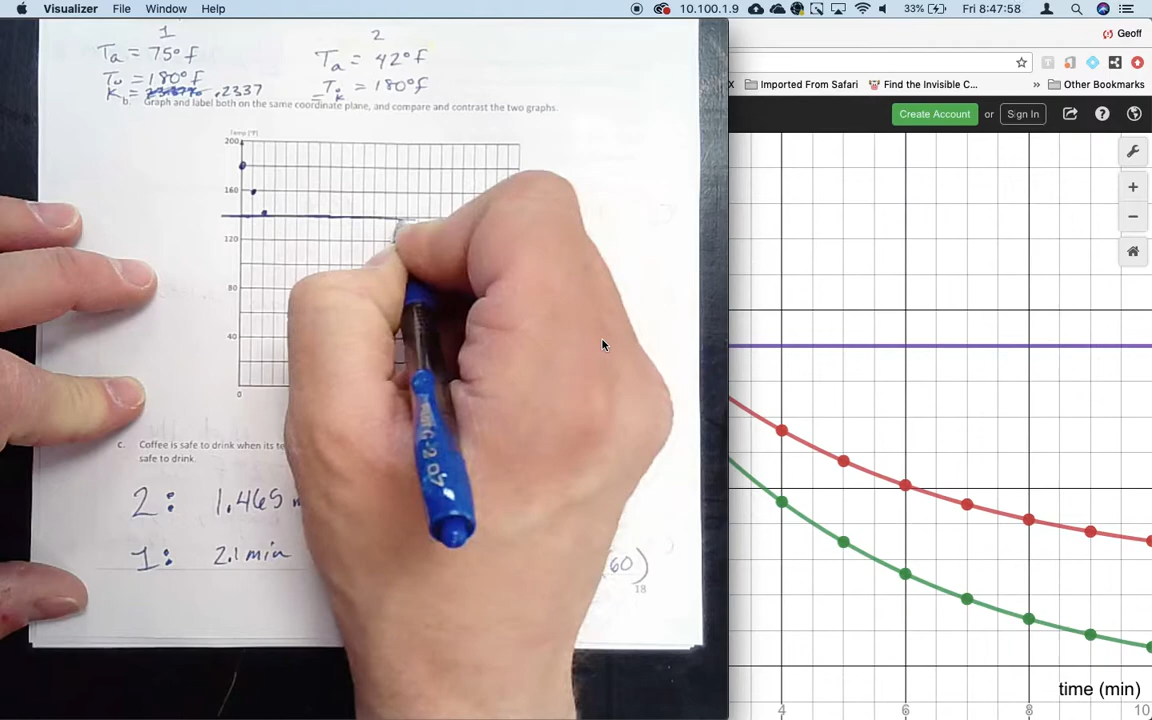 Visualizer File Window Help
10.100.1.9 33% Fri 8:47:58
Geoff
X Imported From Safari Find the Invisible C... Other Bookmarks
Create Account or Sign In
1 2
Ta = 75° f Ta = 42° f
= 180° f = 180° f
K = .2337 k
b. Graph and label both on the same coordinate plane, and compare and contrast the two graphs.
Temp (°F)
200
160
120
80
40
0
c. Coffee is safe to drink when its
safe to drink.
2: 1.465 m
1: 2.1 min
60)
18
time (min)
4 6 8 10